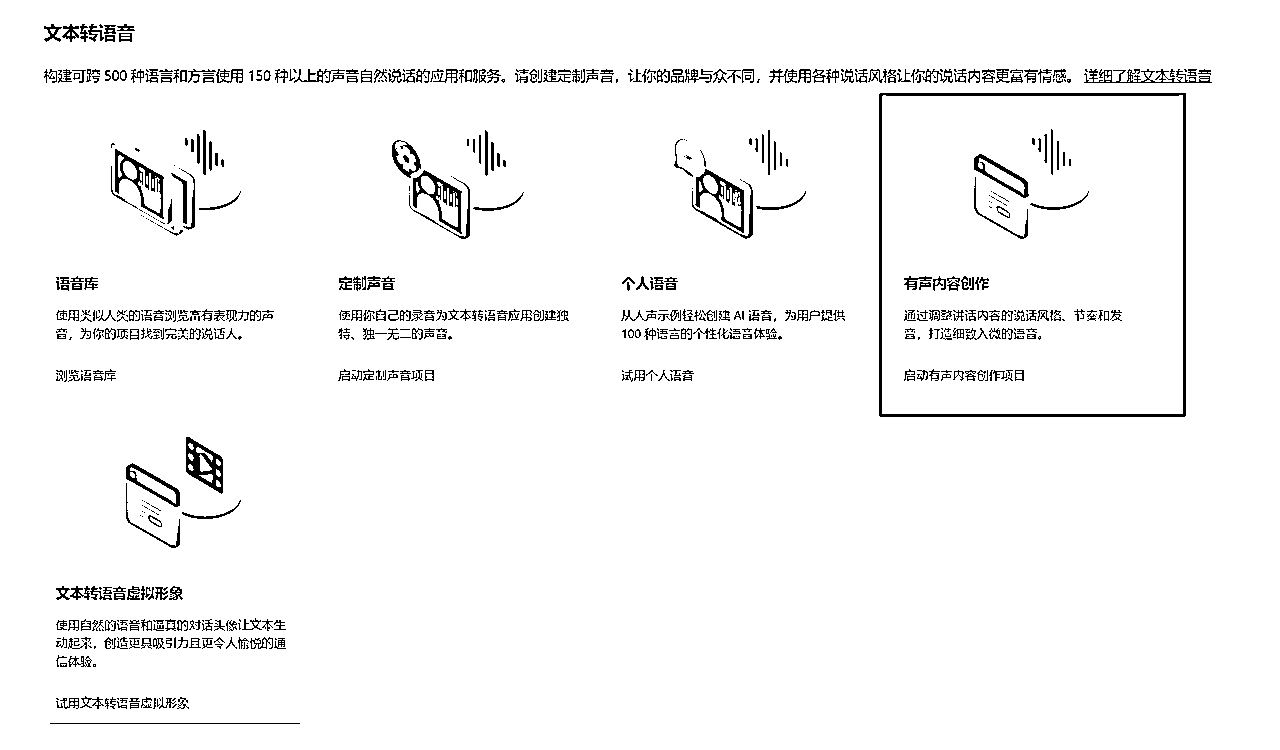 文本转语音
构建可跨 500 种语言和方言使用 150 种以上的声音自然说话的应用和服务。请创建定制声音，让你的品牌与众不同，并使用各种说话风格让你的说话内容更富有情感。 详细了解文本转语音
语音库
使用类似人类的语音浏览富有表现力的声
音，为你的项目找到完美的说话人。
浏览语音库
定制声音
使用你自己的录音为文本转语音应用创建独
特、独一无二的声音。
启动定制声音项目
个人语音
从人声示例轻松创建 AI 语音，为用户提供
100 种语言的个性化语音体验。
试用个人语音
有声内容创作
通过调整讲话内容的说话风格、节奏和发
音，打造细致入微的语音。
启动有声内容创作项目
文本转语音虚拟形象
使用自然的语音和逼真的对话头像让文本生
动起来，创造更具吸引力且更令人愉悦的通
信体验。
试用文本转语音虚拟形象